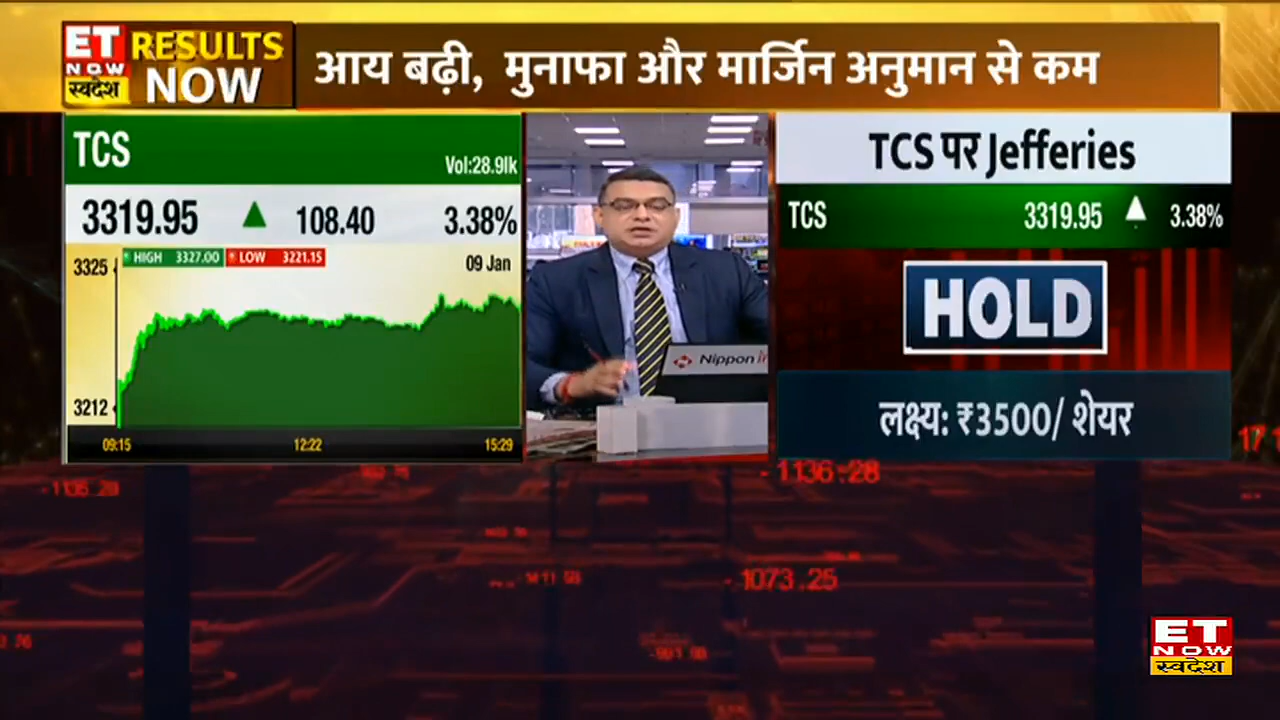 ET NOW स्वदेश RESULTS NOW
आय बढ़ी, मुनाफा और मार्जिन अनुमान से कम
TCS
Vol:28.9lk
3319.95 ▲ 108.40 3.38%
HIGH 3327.00 LOW 3221.15
09 Jan
3325
3212
09:15 12:22 15:29
Nippon
TCS पर Jefferies
TCS 3319.95 3.38%
HOLD
लक्ष्य: ₹3500/ शेयर
-1136.28
-1136.28
-1073.25
ET
NOW
स्वदेश